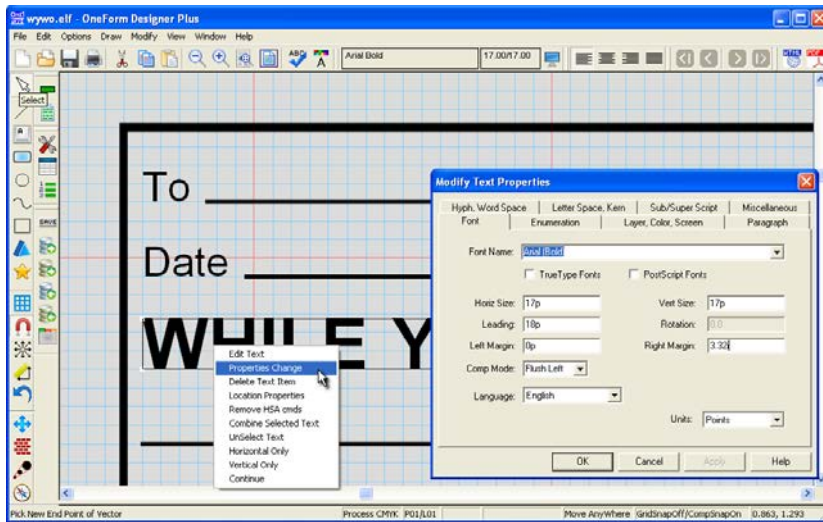 wywo.elf - OneForm Designer Plus
File Edit Options Draw Modify View Window Help
Arial Bold 17.00/17.00
Select
SAVE
To
Date
WHILE Y
Edit Text
Properties Change
Delete Text Item
Location Properties
Remove HSA cmds
Combine Selected Text
UnSelect Text
Horizontal Only
Vertical Only
Continue
Modify Text Properties
Hyph, Word Space Letter Space, Kern Sub/Super Script Miscellaneous
Font Enumeration Layer, Color, Screen Paragraph
Font Name: Arial (Bold)
TrueType Fonts PostScript Fonts
Horiz Size: 17p Vert Size: 17p
Leading: 18p Rotation: 0.0
Left Margin: 0p Right Margin: 3.32i
Comp Mode: Flush Left
Language: English
Units: Points
OK Cancel Apply Help
Pick New End Point of Vector Process CMYK P01/L01 Move AnyWhere GridSnapOff/CompSnapOn 0.863, 1.293